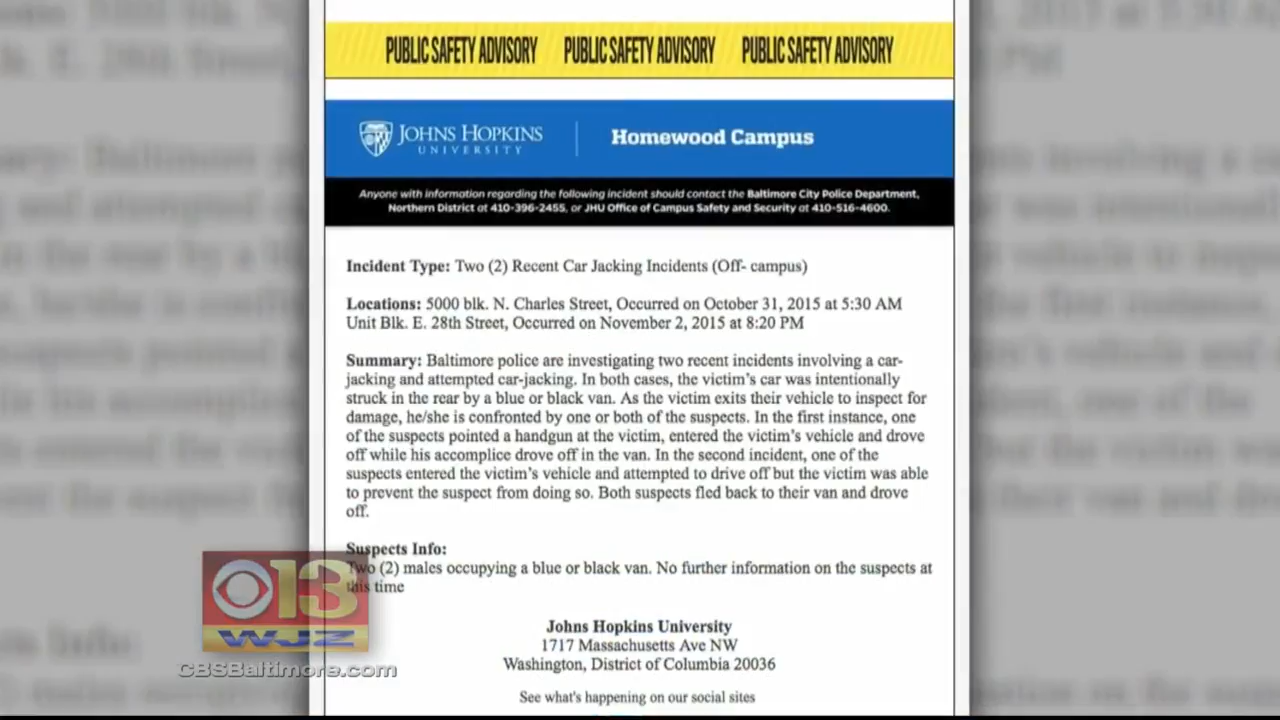 PUBLIC SAFETY ADVISORY PUBLIC SAFETY ADVISORY PUBLIC SAFETY ADVISORY
JOHNS HOPKINS
UNIVERSITY
Homewood Campus
Anyone with information regarding the following incident should contact the Baltimore City Police Department,
Northern District at 410-396-2455, or JHU Office of Campus Safety and Security at 410-516-4600.
Incident Type: Two (2) Recent Car Jacking Incidents (Off- campus)
Locations: 5000 blk. N. Charles Street, Occurred on October 31, 2015 at 5:30 AM
Unit Blk. E. 28th Street, Occurred on November 2, 2015 at 8:20 PM
Summary: Baltimore police are investigating two recent incidents involving a car-
jacking and attempted car-jacking. In both cases, the victim's car was intentionally
struck in the rear by a blue or black van. As the victim exits their vehicle to inspect for
damage, he/she is confronted by one or both of the suspects. In the first instance, one
of the suspects pointed a handgun at the victim, entered the victim's vehicle and drove
off while his accomplice drove off in the van. In the second incident, one of the
suspects entered the victim's vehicle and attempted to drive off but the victim was able
to prevent the suspect from doing so. Both suspects fled back to their van and drove
off.
Suspects Info:
Two (2) males occupying a blue or black van. No further information on the suspects at
this time
Johns Hopkins University
1717 Massachusetts Ave NW
Washington, District of Columbia 20036
See what's happening on our social sites
13
WJZ
CBSBaltimore.com